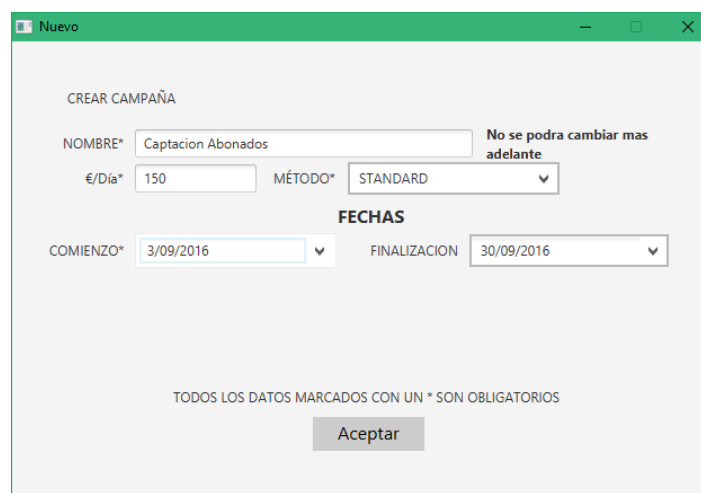 Nuevo
CREAR CAMPAÑA
NOMBRE* Captacion Abonados No se podra cambiar mas
adelante
€/Día* 150 MÉTODO* STANDARD
FECHAS
COMIENZO* 3/09/2016 FINALIZACION 30/09/2016
TODOS LOS DATOS MARCADOS CON UN * SON OBLIGATORIOS
Aceptar